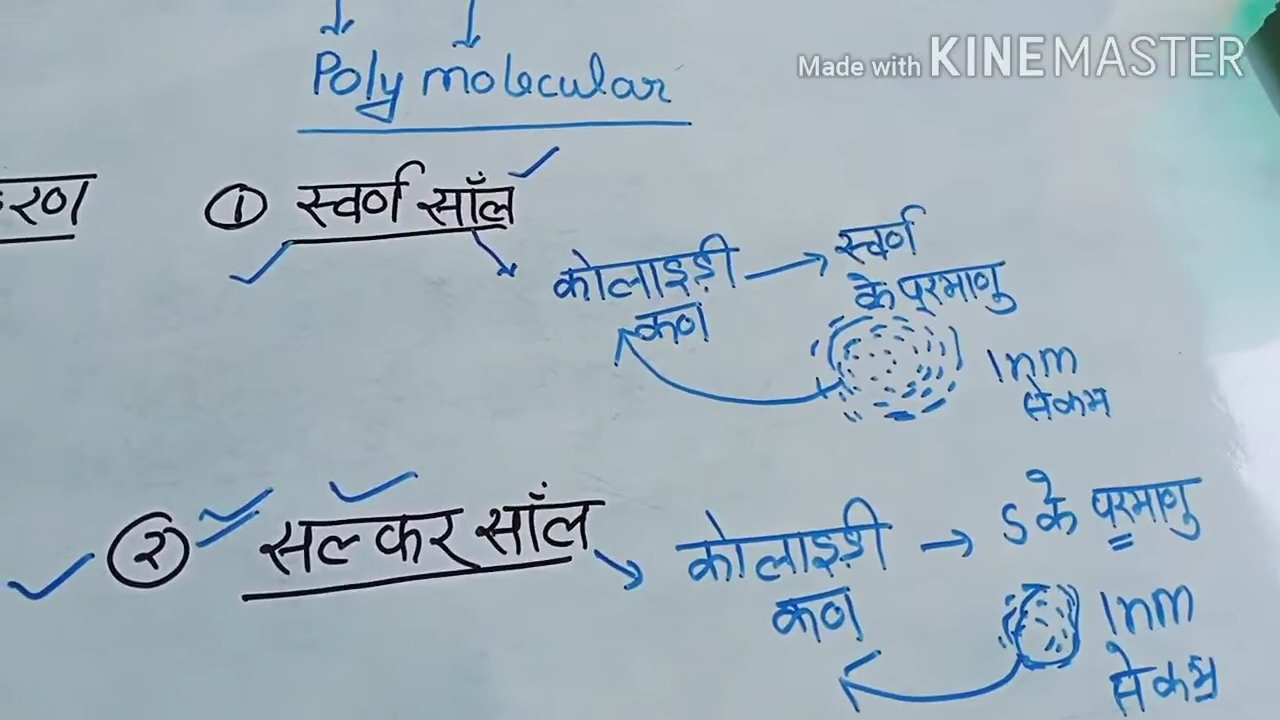 Made with KINEMASTER
Poly molecular
रण
① स्वर्ण सॉल
कोलाइड़ी → स्वर्ण
कण
के परमाणु
1nm
से कम
② सल्कर सॉल
कोलाइड़ी → S के परमाणु
कण
1nm
से कम